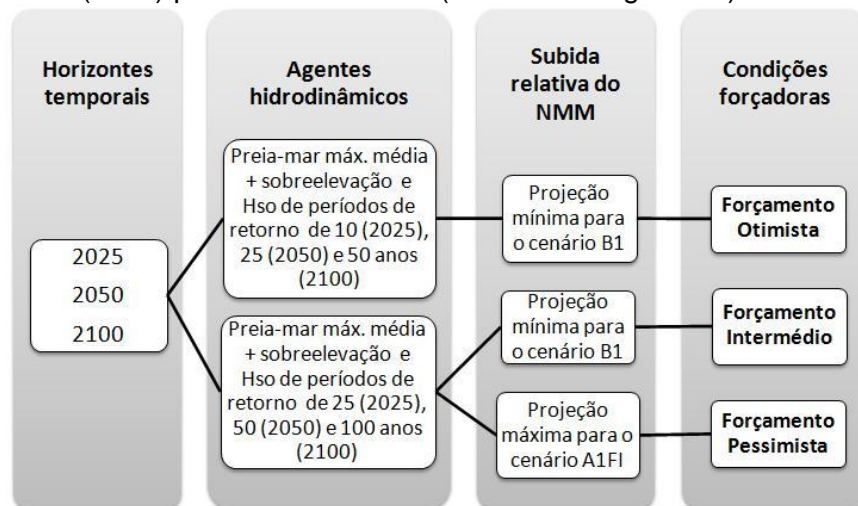 Horizontes
temporais
2025
2050
2100
Agentes
hidrodinâmicos
Preia-mar máx. média
+ sobreelevação e
Hso de períodos de
retorno de 10 (2025),
25 (2050) e 50 anos
(2100)
Preia-mar máx. média
+ sobreelevação e
Hso de períodos de
retorno de 25 (2025),
50 (2050) e 100 anos
(2100)
Subida
relativa do
NMM
Projeção
mínima para
o cenário B1
Projeção
mínima para
o cenário B1
Projeção
máxima para o
cenário A1FI
Condições
forçadoras
Forçamento
Otimista
Forçamento
Intermédio
Forçamento
Pessimista